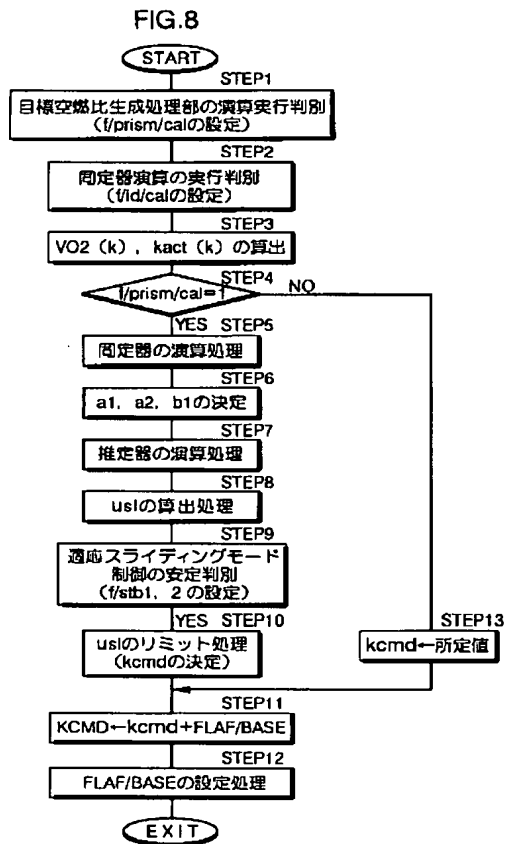 FIG.8
START
STEP1
目標空燃比生成処理部の演算実行判別
(f/prism/calの設定)
STEP2
同定器演算の実行判別
(f/id/calの設定)
STEP3
VO2 (k) , kact (k) の算出
STEP4
f/prism/cal=1
NO
YES STEP5
同定器の演算処理
STEP6
a1, a2, b1の決定
STEP7
推定器の演算処理
STEP8
uslの算出処理
STEP9
適応スライディングモード
制御の安定判別
(f/stb1, 2 の設定)
YES STEP10
uslのリミット処理
(kcmdの決定)
STEP13
kcmd←所定値
STEP11
KCMD←kcmd+FLAF/BASE
STEP12
FLAF/BASEの設定処理
EXIT